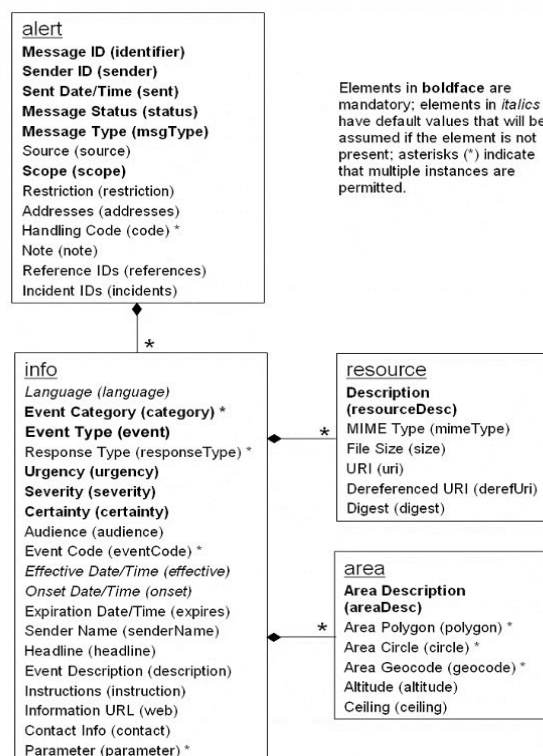 alert
Message ID (identifier)
Sender ID (sender)
Sent Date/Time (sent)
Message Status (status)
Message Type (msgType)
Source (source)
Scope (scope)
Restriction (restriction)
Addresses (addresses)
Handling Code (code) *
Note (note)
Reference IDs (references)
Incident IDs (incidents)
Elements in boldface are
mandatory; elements in italics
have default values that will be
assumed if the element is not
present; asterisks (*) indicate
that multiple instances are
permitted.
*
info
Language (language)
Event Category (category) *
Event Type (event)
Response Type (responseType) *
Urgency (urgency)
Severity (severity)
Certainty (certainty)
Audience (audience)
Event Code (eventCode) *
Effective Date/Time (effective)
Onset Date/Time (onset)
Expiration Date/Time (expires)
Sender Name (senderName)
Headline (headline)
Event Description (description)
Instructions (instruction)
Information URL (web)
Contact Info (contact)
Parameter (parameter) *
*
resource
Description
(resourceDesc)
MIME Type (mimeType)
File Size (size)
URI (uri)
Dereferenced URI (derefUri)
Digest (digest)
*
area
Area Description
(areaDesc)
Area Polygon (polygon) *
Area Circle (circle) *
Area Geocode (geocode) *
Altitude (altitude)
Ceiling (ceiling)